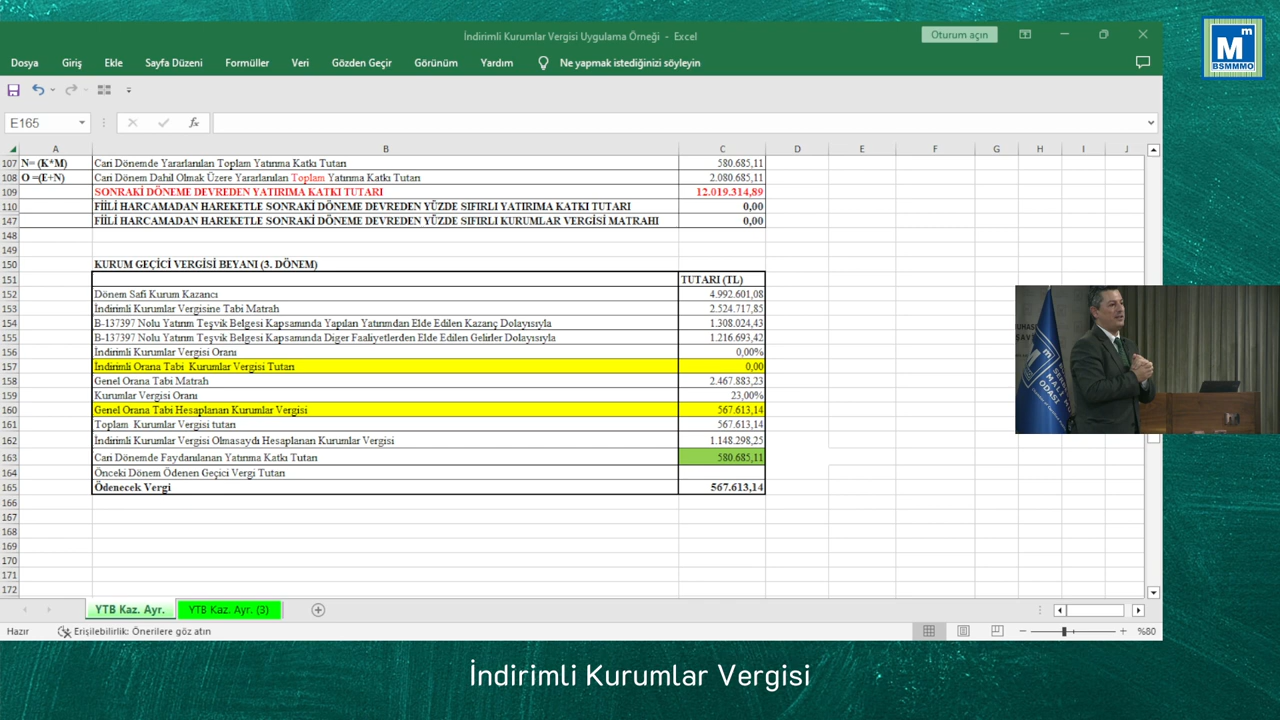 İndirimli Kurumlar Vergisi Uygulama Örneği - Excel
Oturum açın
Dosya Giriş Ekle Sayfa Düzeni Formüller Veri Gözden Geçir Görünüm Yardım Ne yapmak istediğinizi söyleyin
E165
fx
A B C D E F G H I J
107 N= (K*M) Cari Dönemde Yararlanılan Toplam Yatırıma Katkı Tutarı 580.685,11
108 O =(E+N) Cari Dönem Dahil Olmak Üzere Yararlanılan Toplam Yatırıma Katkı Tutarı 2.080.685,11
109 SONRAKİ DÖNEME DEVREDEN YATIRIMA KATKI TUTARI 12.019.314,89
110 FİİLİ HARCAMADAN HAREKETLE SONRAKİ DÖNEME DEVREDEN YÜZDE SIFIRLI YATIRIMA KATKI TUTARI 0,00
147 FİİLİ HARCAMADAN HAREKETLE SONRAKİ DÖNEME DEVREDEN YÜZDE SIFIRLI KURUMLAR VERGİSİ MATRAHI 0,00
148
149
150 KURUM GEÇİCİ VERGİSİ BEYANI (3. DÖNEM)
151 TUTARI (TL)
152 Dönem Safi Kurum Kazancı 4.992.601,08
153 İndirimli Kurumlar Vergisine Tabi Matrah 2.524.717,85
154 B-137397 Nolu Yatırım Teşvik Belgesi Kapsamında Yapılan Yatırımdan Elde Edilen Kazanç Dolayısıyla 1.308.024,43
155 B-137397 Nolu Yatırım Teşvik Belgesi Kapsamında Diger Faaliyetlerden Elde Edilen Gelirler Dolayısıyla 1.216.693,42
156 İndirimli Kurumlar Vergisi Oranı 0,00%
157 İndirimli Orana Tabi Kurumlar Vergisi Tutarı 0,00
158 Genel Orana Tabi Matrah 2.467.883,23
159 Kurumlar Vergisi Oranı 23,00%
160 Genel Orana Tabi Hesaplanan Kurumlar Vergisi 567.613,14
161 Toplam Kurumlar Vergisi tutarı 567.613,14
162 İndirimli Kurumlar Vergisi Olmasaydı Hesaplanan Kurumlar Vergisi 1.148.298,25
163 Cari Dönemde Faydanılanan Yatırıma Katkı Tutarı 580.685,11
164 Önceki Dönem Ödenen Geçici Vergi Tutarı
165 Ödenecek Vergi 567.613,14
166
167
168
169
170
171
172
YTB Kaz. Ayr. YTB Kaz. Ayr. (3)
Hazır Erişilebilirlik: Önerilere göz atın %80
Mm
BSMMMO
MALİ
ODASI
İndirimli Kurumlar Vergisi